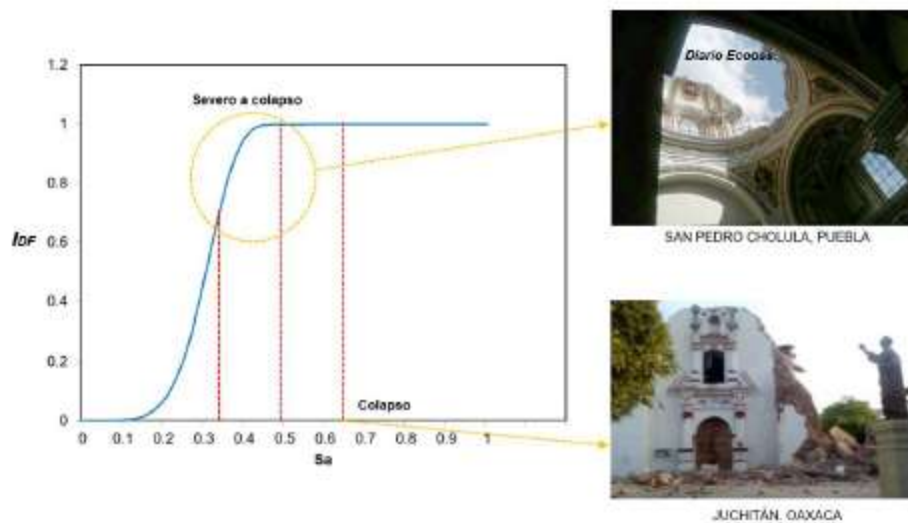 Diario Ecooss.
SAN PEDRO CHOLULA, PUEBLA
1.2
Severo a colapso
1
0.8
IDF
0.6
0.4
0.2
Colapso
0
0 0.1 0.2 0.3 0.4 0.5 0.6 0.7 0.8 0.9 1
Sa
JUCHITÁN, OAXACA